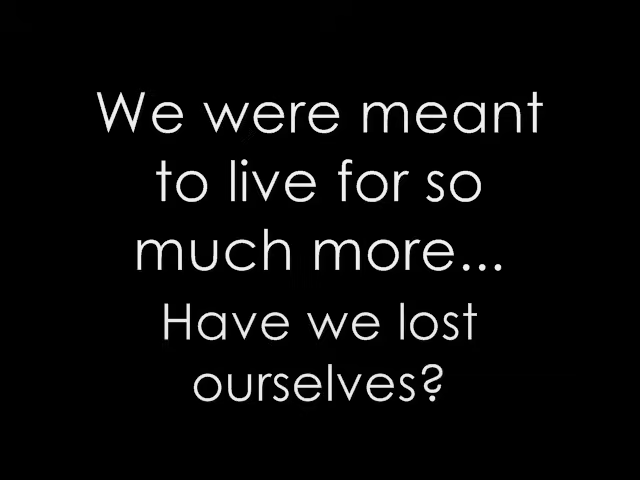 We were meant
to live for so
much more...
Have we lost
ourselves?